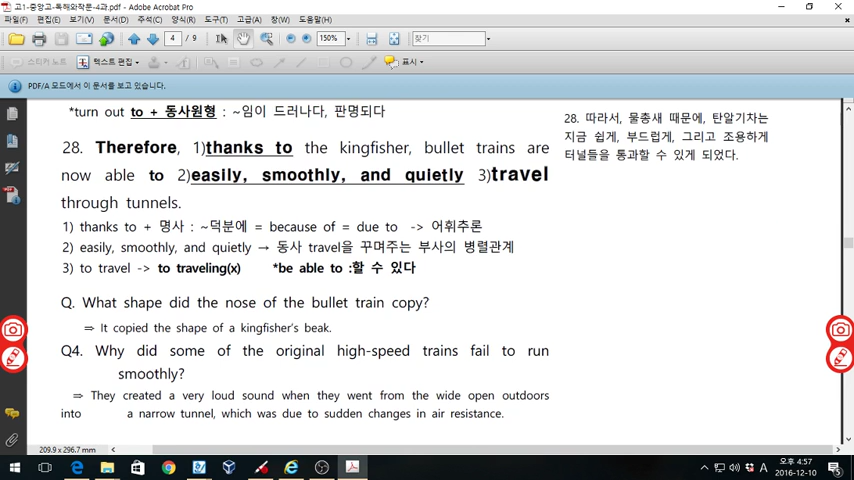 고1-중앙고-독해와작문-4과.pdf - Adobe Acrobat Pro
파일(F) 편집(E) 보기(V) 문서(D) 주석(C) 양식(R) 도구(T) 고급(A) 창(W) 도움말(H)
4 / 9 150% 찾기
스티커 노트 텍스트 편집 표시
PDF/A 모드에서 이 문서를 보고 있습니다.
*turn out to + 동사원형 : ~임이 드러나다, 판명되다
28. Therefore, 1)thanks to the kingfisher, bullet trains are
now able to 2)easily, smoothly, and quietly 3)travel
through tunnels.
1) thanks to + 명사 : ~덕분에 = because of = due to -> 어휘추론
2) easily, smoothly, and quietly → 동사 travel을 꾸며주는 부사의 병렬관계
3) to travel -> to traveling(x) *be able to :할 수 있다
Q. What shape did the nose of the bullet train copy?
⇒ It copied the shape of a kingfisher's beak.
Q4. Why did some of the original high-speed trains fail to run
smoothly?
⇒ They created a very loud sound when they went from the wide open outdoors
into a narrow tunnel, which was due to sudden changes in air resistance.
28. 따라서, 물총새 때문에, 탄알기차는
지금 쉽게, 부드럽게, 그리고 조용하게
터널들을 통과할 수 있게 되었다.
209.9 x 296.7 mm
A 오후 4:57
2016-12-10
5